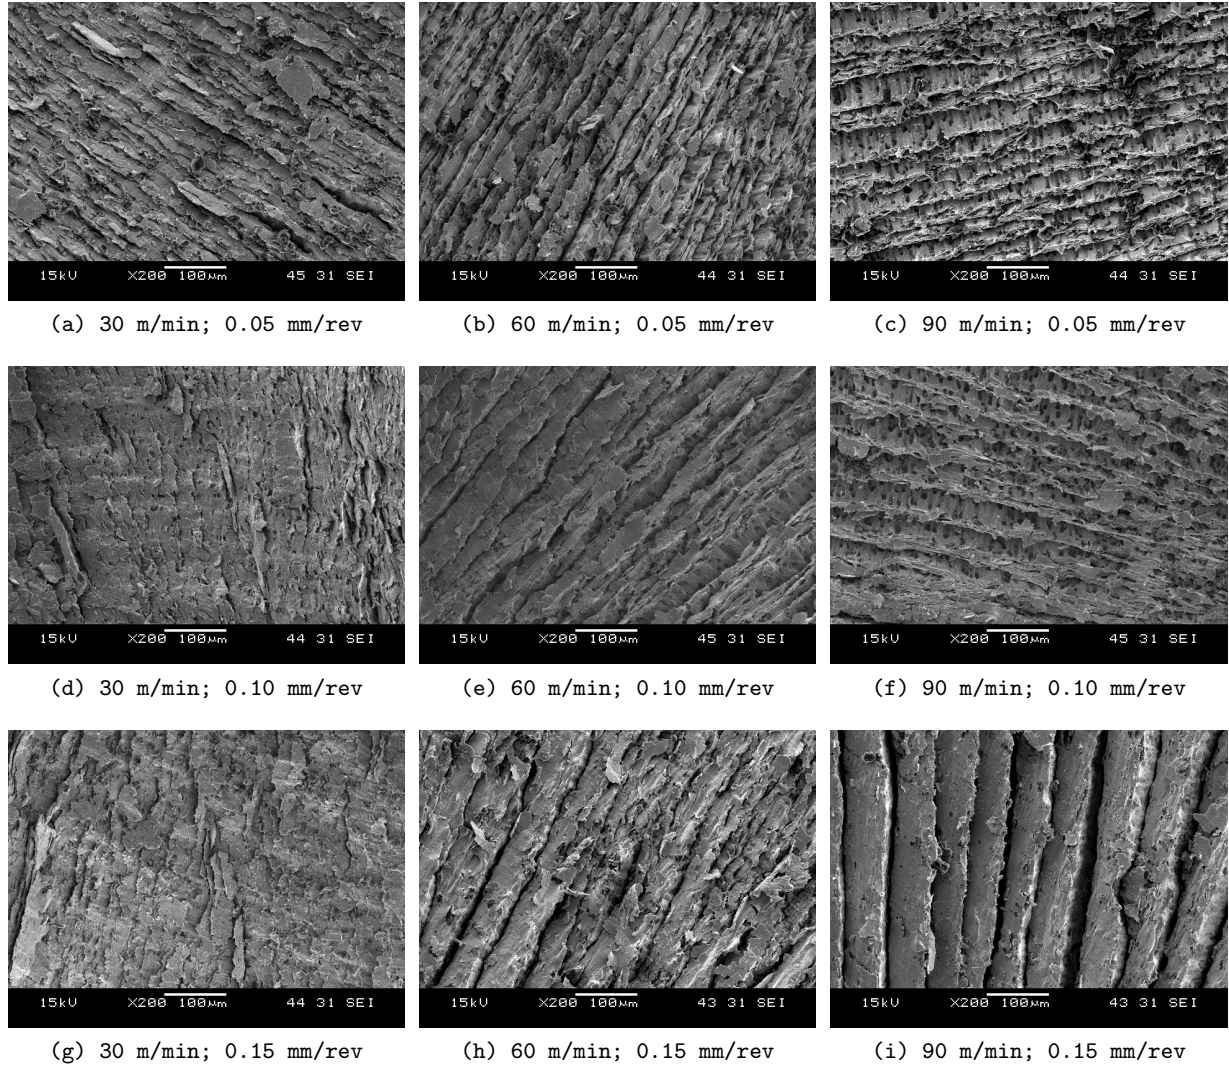 15kU X200 100µm 45 31 SEI
15kU X200 100µm 44 31 SEI
15kU X200 100µm 44 31 SEI
(a) 30 m/min; 0.05 mm/rev
(b) 60 m/min; 0.05 mm/rev
(c) 90 m/min; 0.05 mm/rev
15kU X200 100µm 44 31 SEI
15kU X200 100µm 45 31 SEI
15kU X200 100µm 45 31 SEI
(d) 30 m/min; 0.10 mm/rev
(e) 60 m/min; 0.10 mm/rev
(f) 90 m/min; 0.10 mm/rev
15kU X200 100µm 44 31 SEI
15kU X200 100µm 43 31 SEI
15kU X200 100µm 43 31 SEI
(g) 30 m/min; 0.15 mm/rev
(h) 60 m/min; 0.15 mm/rev
(i) 90 m/min; 0.15 mm/rev